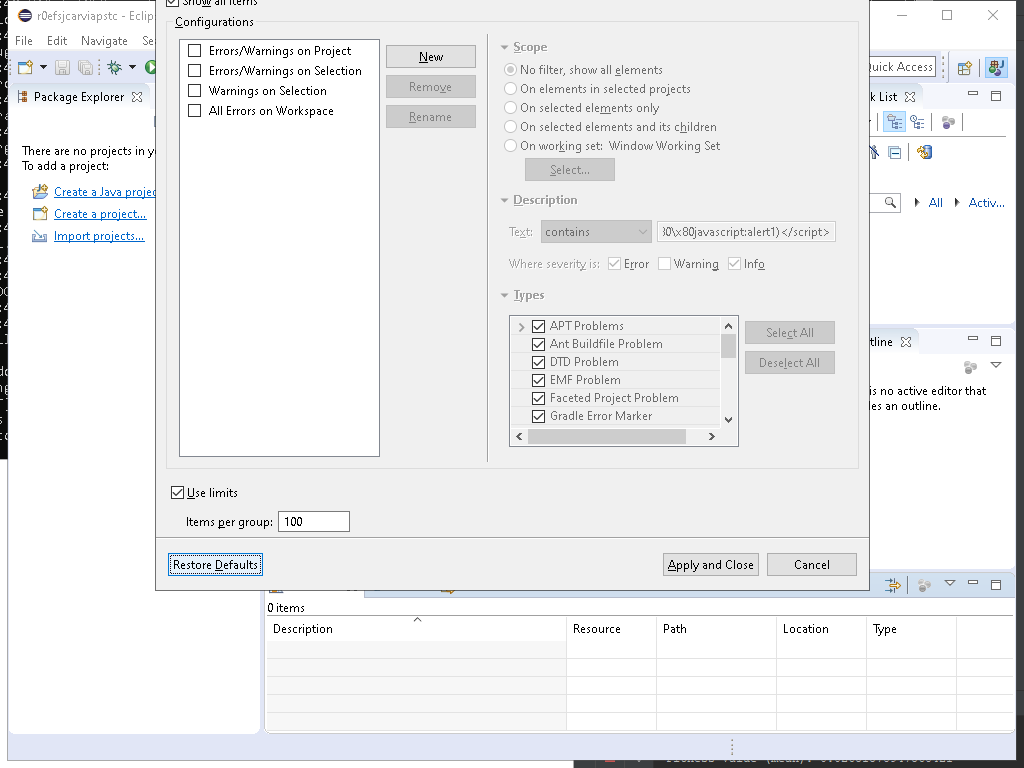 Show all items
r0efsjcarviapstc - Eclip
Configurations
File Edit Navigate Se
Errors/Warnings on Project
Errors/Warnings on Selection
Warnings on Selection
All Errors on Workspace
New
Remove
Rename
Scope
No filter, show all elements
On elements in selected projects
On selected elements only
On selected elements and its children
On working set: Window Working Set
Select...
Description
Text: contains 30\x80javascript:alert1)</script>
Where severity is: Error Warning Info
Types
APT Problems
Ant Buildfile Problem
DTD Problem
EMF Problem
Faceted Project Problem
Gradle Error Marker
Select All
Deselect All
Use limits
Items per group: 100
Restore Defaults
Apply and Close
Cancel
Package Explorer
There are no projects in y
To add a project:
Create a Java projec
Create a project...
Import projects...
Quick Access
k List
All Activ...
tline
is no active editor that
des an outline.
0 items
Description Resource Path Location Type